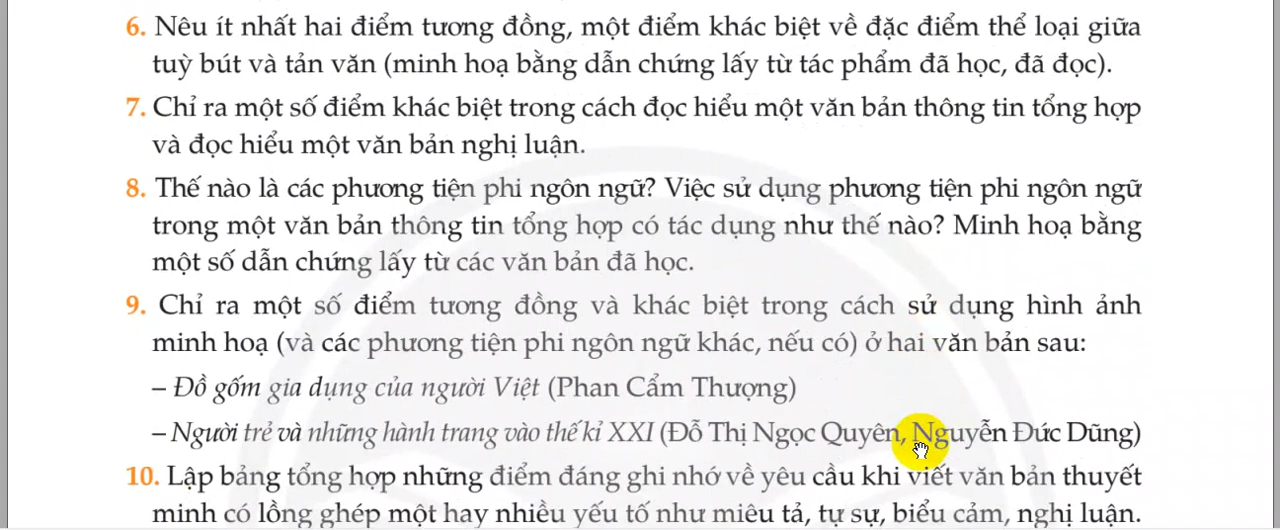 6. Nêu ít nhất hai điểm tương đồng, một điểm khác biệt về đặc điểm thể loại giữa
tuỳ bút và tản văn (minh hoạ bằng dẫn chứng lấy từ tác phẩm đã học, đã đọc).
7. Chỉ ra một số điểm khác biệt trong cách đọc hiểu một văn bản thông tin tổng hợp
và đọc hiểu một văn bản nghị luận.
8. Thế nào là các phương tiện phi ngôn ngữ? Việc sử dụng phương tiện phi ngôn ngữ
trong một văn bản thông tin tổng hợp có tác dụng như thế nào? Minh hoạ bằng
một số dẫn chứng lấy từ các văn bản đã học.
9. Chỉ ra một số điểm tương đồng và khác biệt trong cách sử dụng hình ảnh
minh hoạ (và các phương tiện phi ngôn ngữ khác, nếu có) ở hai văn bản sau:
– Đồ gốm gia dụng của người Việt (Phan Cẩm Thượng)
– Người trẻ và những hành trang vào thế kỉ XXI (Đỗ Thị Ngọc Quyên, Nguyễn Đức Dũng)
10. Lập bảng tổng hợp những điểm đáng ghi nhớ về yêu cầu khi viết văn bản thuyết
minh có lồng ghép một hay nhiều yếu tố như miêu tả, tự sự, biểu cảm, nghị luận.